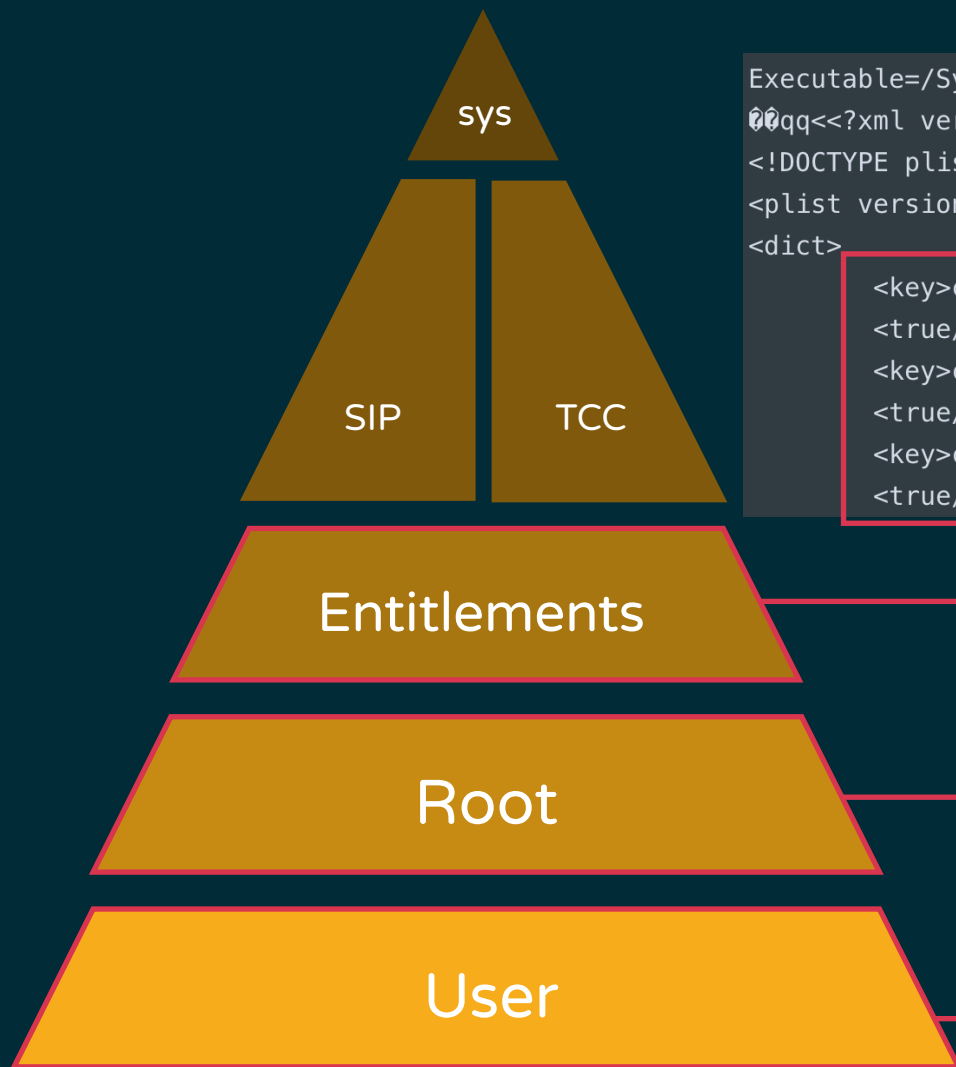 sys
SIP
TCC
Entitlements
Root
User
Executable=/Sy
��qq<<?xml ver
<!DOCTYPE plis
<plist version
<dict>
<key>
<true/
<key>
<true/
<key>
<true/